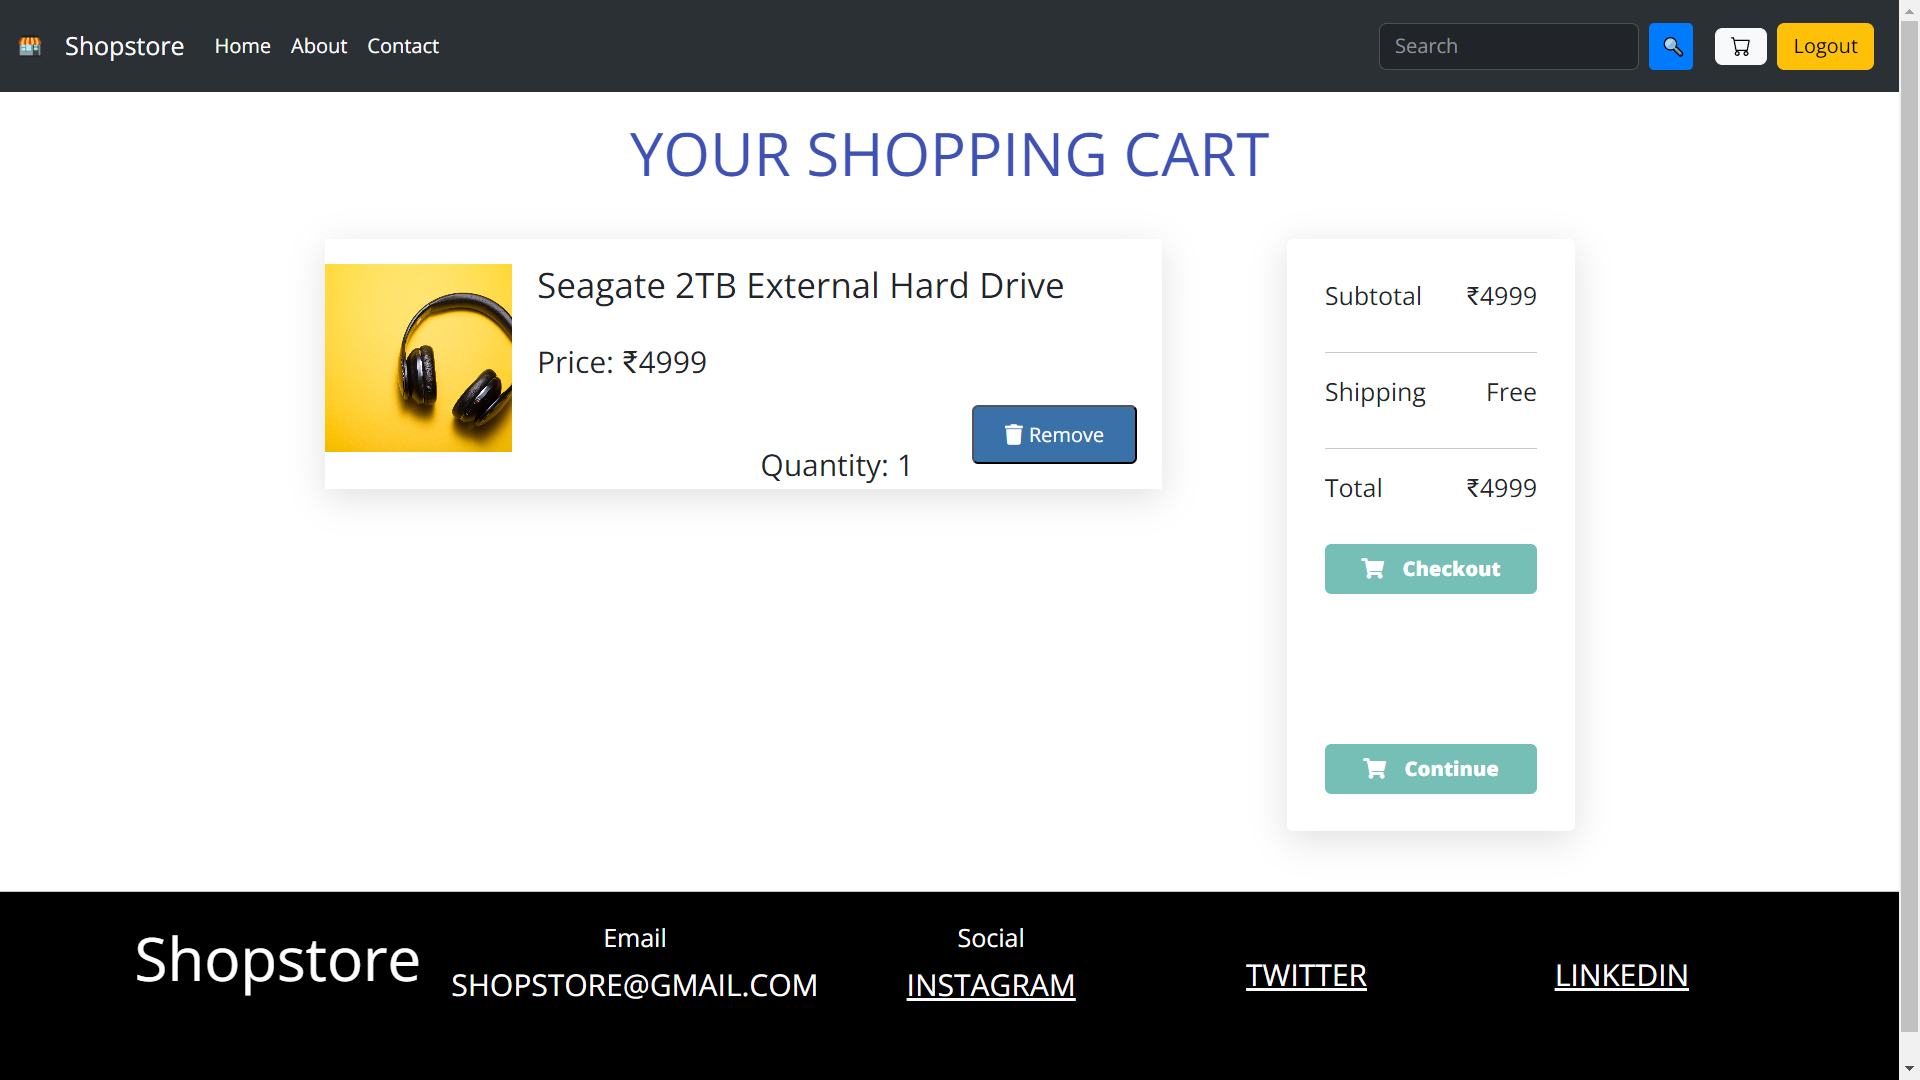 Shopstore Home About Contact Search Logout
YOUR SHOPPING CART
Seagate 2TB External Hard Drive
Price: ₹4999
Remove
Quantity: 1
Subtotal ₹4999
Shipping Free
Total ₹4999
Checkout
Continue
Shopstore
Email
SHOPSTORE@GMAIL.COM
Social
INSTAGRAM
TWITTER
LINKEDIN